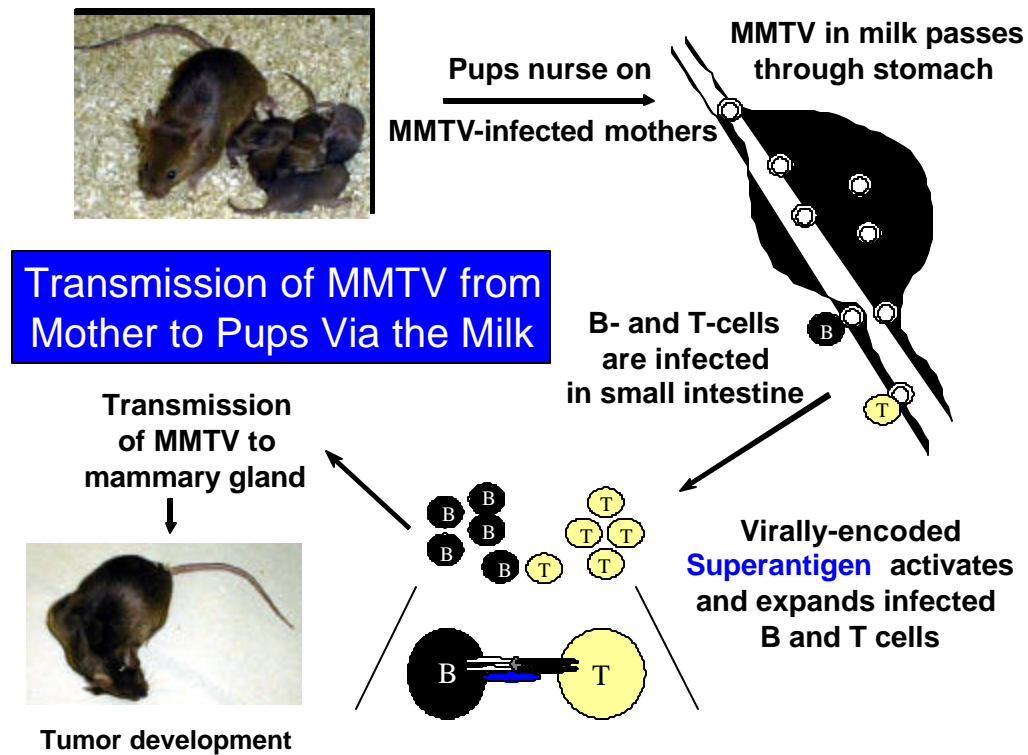 Pups nurse on
MMTV-infected mothers
MMTV in milk passes
through stomach
Transmission of MMTV from
Mother to Pups Via the Milk
B- and T-cells
are infected
in small intestine
B
T
Virally-encoded
Superantigen activates
and expands infected
B and T cells
B
B
B
B
B
T
T
T
T
T
B
T
Transmission
of MMTV to
mammary gland
Tumor development